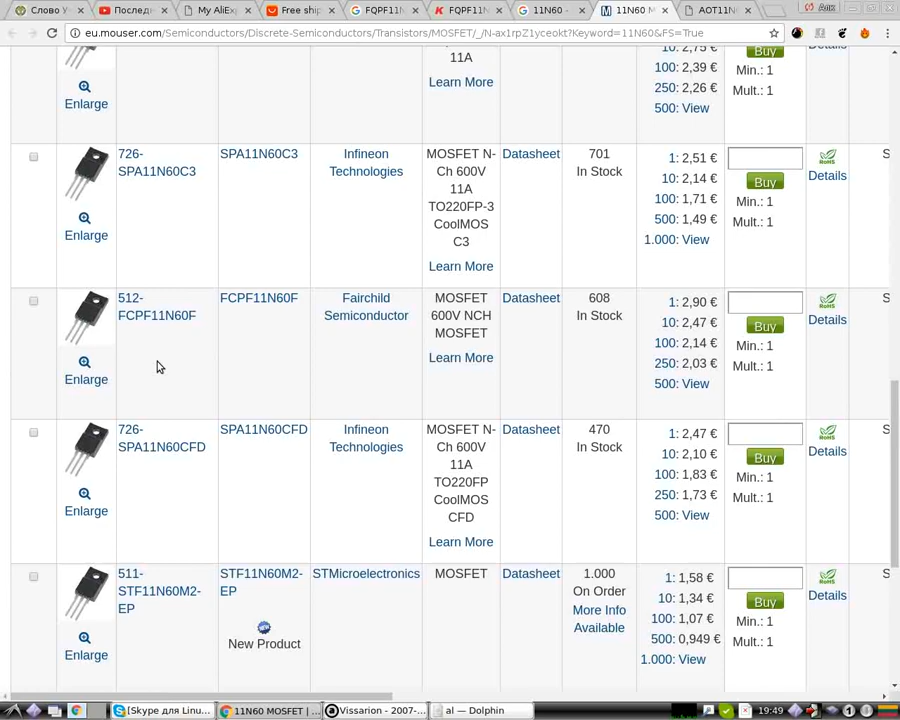 Слово У
Последн
My AliEx
Free ship
FQPF11N
FQPF11N
11N60 -
11N60 M
AOT11N
Алк
eu.mouser.com/Semiconductors/Discrete-Semiconductors/Transistors/MOSFET/_/N-ax1rpZ1yceokt?Keyword=11N60&FS=True
11A
Learn More
10: 2,75 €
100: 2,39 €
250: 2,26 €
500: View
Buy
Min.: 1
Mult.: 1
Details
Enlarge
726-
SPA11N60C3
SPA11N60C3
Infineon
Technologies
MOSFET N-
Ch 600V
11A
TO220FP-3
CoolMOS
C3
Learn More
Datasheet
701
In Stock
1: 2,51 €
10: 2,14 €
100: 1,71 €
500: 1,49 €
1.000: View
Buy
Min.: 1
Mult.: 1
RoHS
Details
S
Enlarge
512-
FCPF11N60F
FCPF11N60F
Fairchild
Semiconductor
MOSFET
600V NCH
MOSFET
Learn More
Datasheet
608
In Stock
1: 2,90 €
10: 2,47 €
100: 2,14 €
250: 2,03 €
500: View
Buy
Min.: 1
Mult.: 1
RoHS
Details
S
Enlarge
726-
SPA11N60CFD
SPA11N60CFD
Infineon
Technologies
MOSFET N-
Ch 600V
11A
TO220FP
CoolMOS
CFD
Learn More
Datasheet
470
In Stock
1: 2,47 €
10: 2,10 €
100: 1,83 €
250: 1,73 €
500: View
Buy
Min.: 1
Mult.: 1
RoHS
Details
S
Enlarge
511-
STF11N60M2-
EP
STF11N60M2-
EP
NEW
New Product
STMicroelectronics
MOSFET
Datasheet
1.000
On Order
More Info
Available
1: 1,58 €
10: 1,34 €
100: 1,07 €
500: 0,949 €
1.000: View
Buy
Min.: 1
Mult.: 1
RoHS
Details
S
Enlarge
[Skype для Linu...
11N60 MOSFET | ...
Vissarion - 2007-...
al — Dolphin
19:49